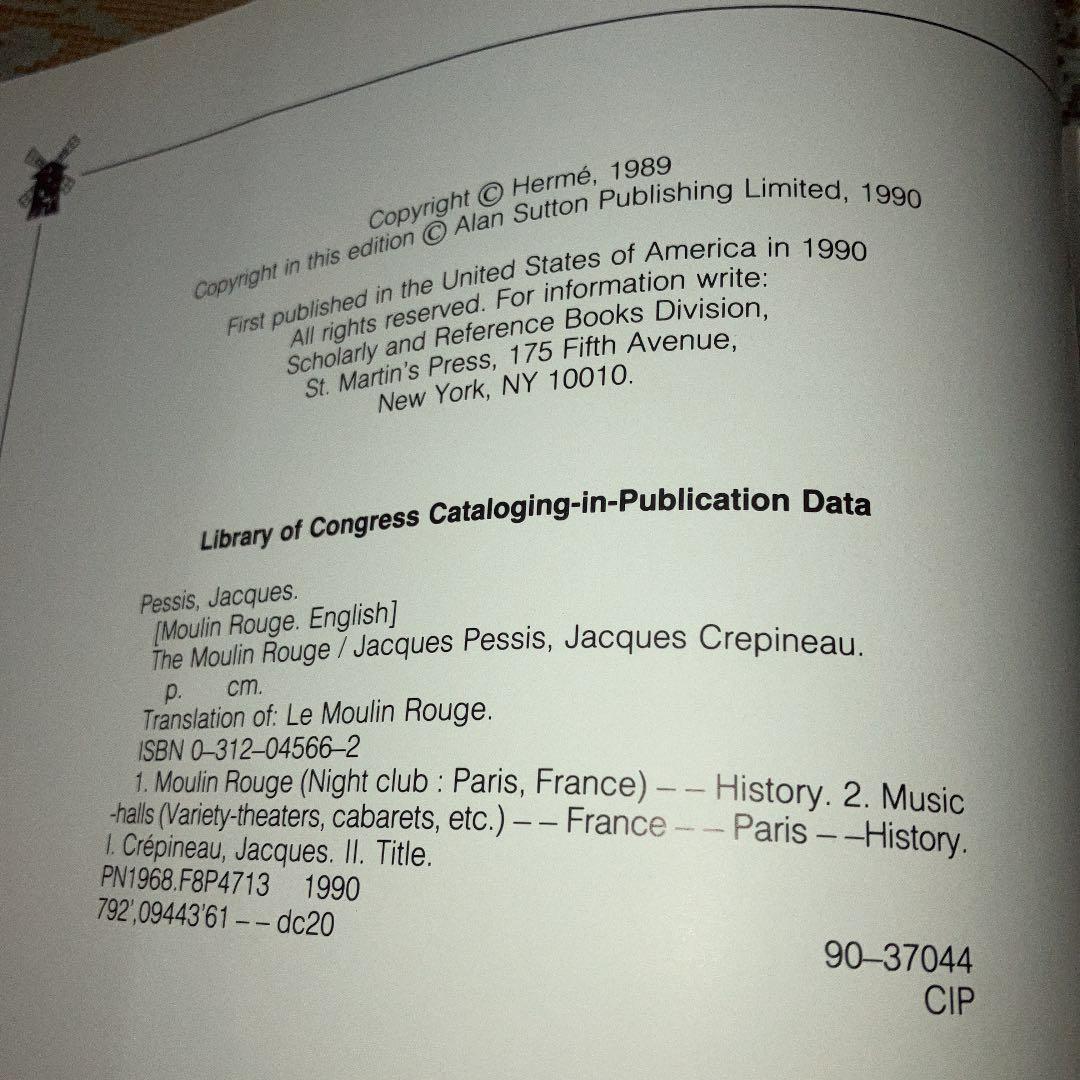 Copyright © Hermé, 1989
Copyright in this edition © Alan Sutton Publishing Limited, 1990
First published in the United States of America in 1990
All rights reserved. For information write:
Scholarly and Reference Books Division,
St. Martin's Press, 175 Fifth Avenue,
New York, NY 10010.
Library of Congress Cataloging-in-Publication Data
Pessis, Jacques.
[Moulin Rouge. English]
The Moulin Rouge / Jacques Pessis, Jacques Crepineau.
p. cm.
Translation of: Le Moulin Rouge.
ISBN 0–312–04566–2
1. Moulin Rouge (Night club : Paris, France) – – History. 2. Music
-halls (Variety-theaters, cabarets, etc.) – – France – – Paris – –History.
I. Crépineau, Jacques. II. Title.
PN1968.F8P4713 1990
792',09443'61 – – dc20
90–37044
CIP